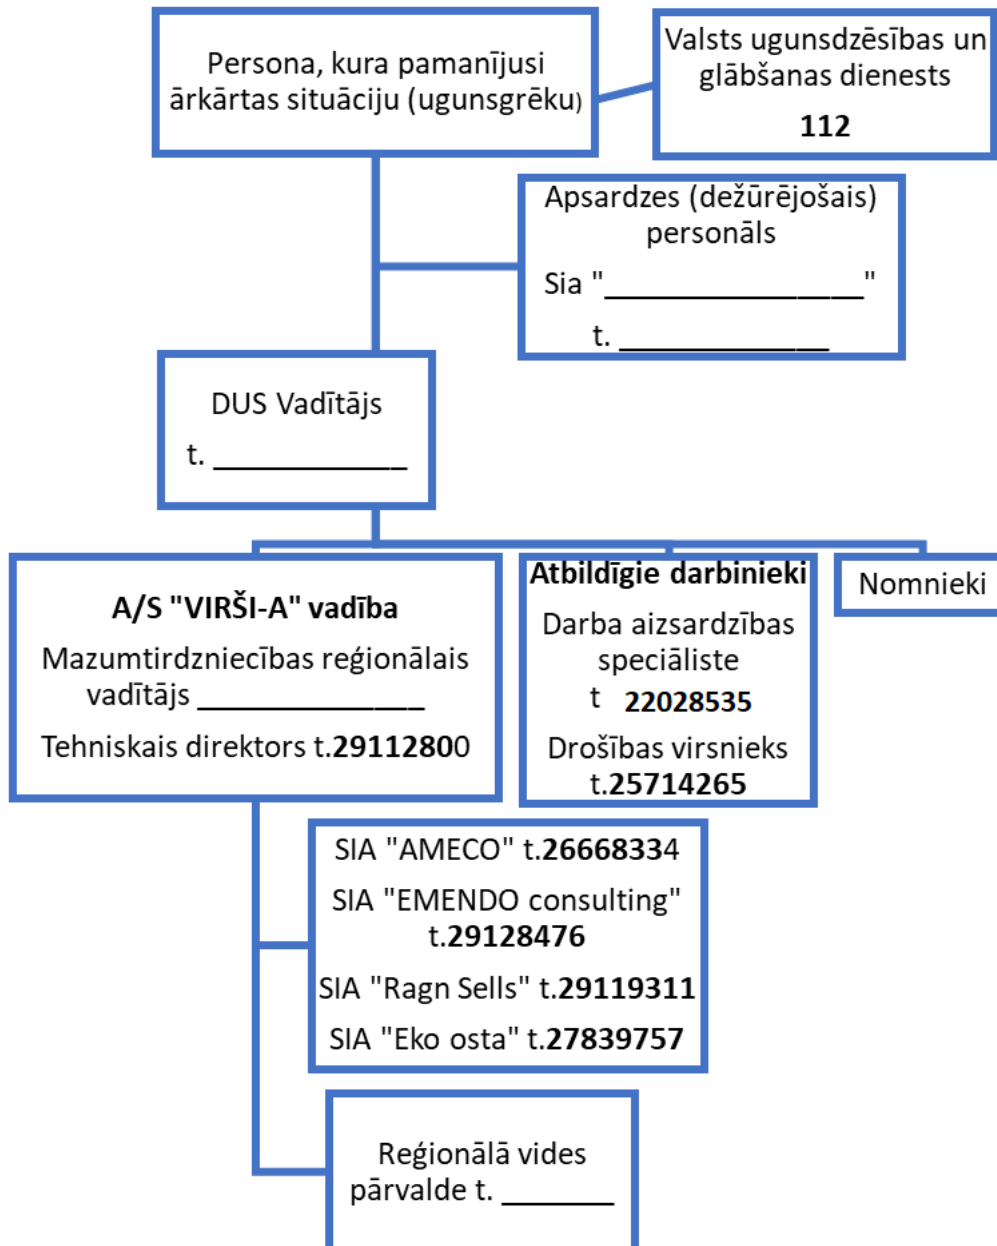 Persona, kura pamanījusi
ārkārtas situāciju (ugunsgrēku)
Valsts ugunsdzēsības un
glābšanas dienests
112
Apsardzes (dežūrējošais)
personāls
Sia "_________________"
t. ______________
DUS Vadītājs
t. _____________
A/S "VIRŠI-A" vadība
Mazumtirdzniecības reģionālais
vadītājs _______________
Tehniskais direktors t.29112800
Atbildīgie darbinieki
Darba aizsardzības
speciāliste
t 22028535
Drošības virsnieks
t.25714265
Nomnieki
SIA "AMECO" t.26668334
SIA "EMENDO consulting"
t.29128476
SIA "Ragn Sells" t.29119311
SIA "Eko osta" t.27839757
Reģionālā vides
pārvalde t. _______